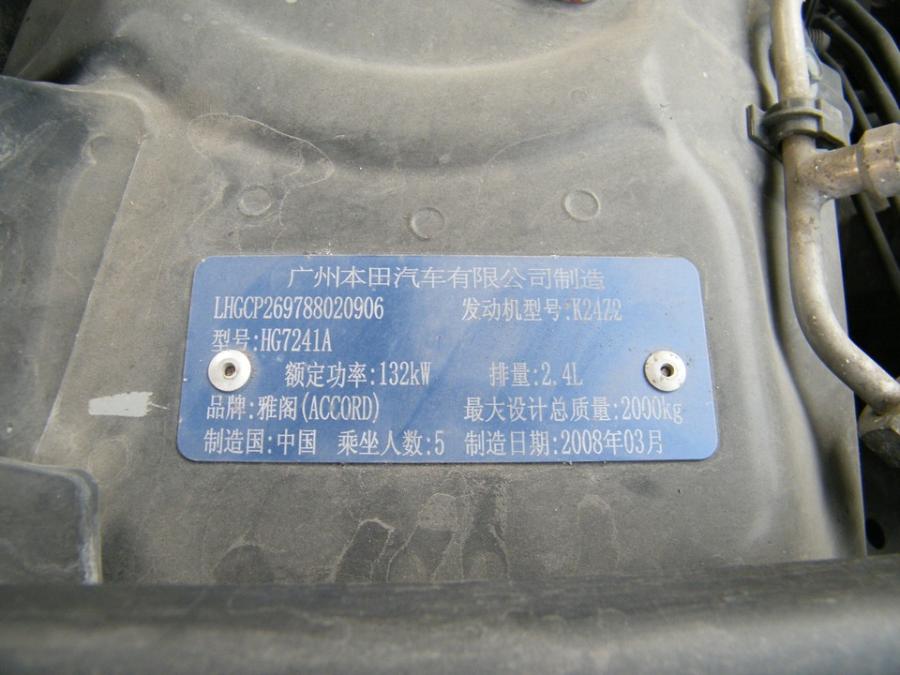 广州本田汽车有限公司制造
LHGCP269788020906 发动机型号:K24Z2
型号:HG7241A
额定功率:132kW 排量:2.4L
品牌:雅阁(ACCORD) 最大设计总质量:2000kg
制造国:中国 乘坐人数:5 制造日期:2008年03月